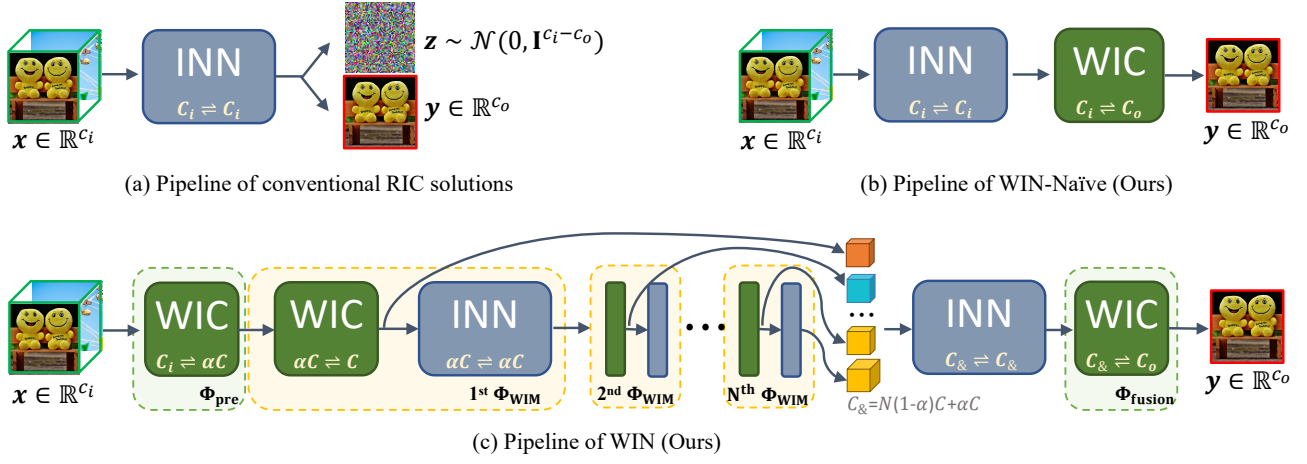 INN
C_i ⇌ C_i
x ∈ ℝ^{c_i}
z ~ 𝒩(0, I^{c_i−c_o})
y ∈ ℝ^{c_o}
(a) Pipeline of conventional RIC solutions
INN
C_i ⇌ C_i
WIC
C_i ⇌ C_o
x ∈ ℝ^{c_i}
y ∈ ℝ^{c_o}
(b) Pipeline of WIN-Naïve (Ours)
x ∈ ℝ^{c_i}
WIC
C_i ⇌ αC
Φ_pre
WIC
αC ⇌ C
INN
αC ⇌ αC
1st Φ_WIM
2nd Φ_WIM
•••
Nth Φ_WIM
•••
C_&=N(1-α)C+αC
INN
C_& ⇌ C_&
WIC
C_& ⇌ C_o
Φ_fusion
y ∈ ℝ^{c_o}
(c) Pipeline of WIN (Ours)